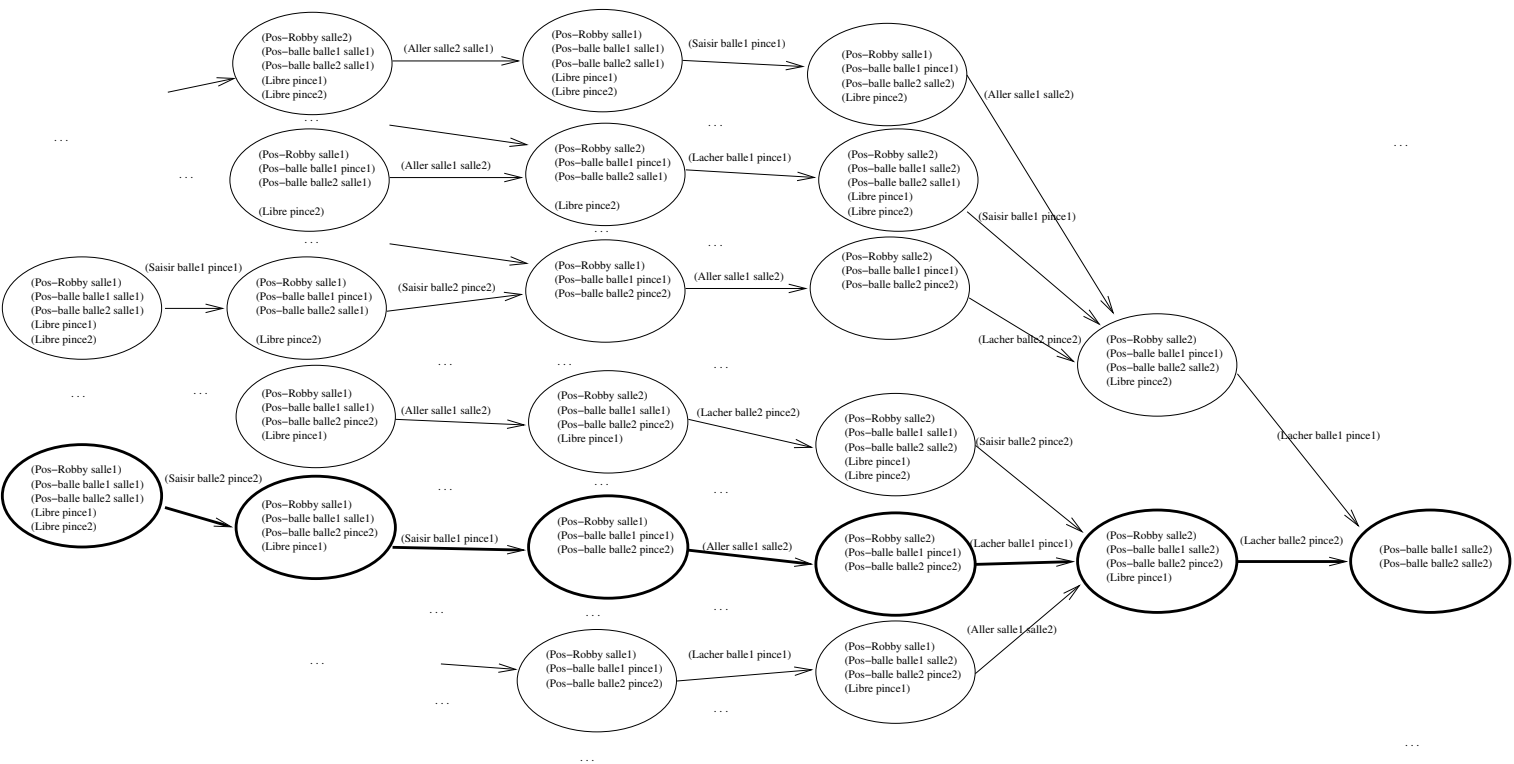 (Pos−Robby salle2)
(Pos−balle balle1 salle1)
(Pos−balle balle2 salle1)
(Libre pince1)
(Libre pince2)
(Aller salle2 salle1)
(Pos−Robby salle1)
(Pos−balle balle1 salle1)
(Pos−balle balle2 salle1)
(Libre pince1)
(Libre pince2)
(Saisir balle1 pince1)
(Pos−Robby salle1)
(Pos−balle balle1 pince1)
(Pos−balle balle2 salle2)
(Libre pince2)
(Aller salle1 salle2)
. . .
. . .
. . .
. . .
. . .
(Pos−Robby salle1)
(Pos−balle balle1 pince1)
(Pos−balle balle2 salle1)
(Libre pince2)
(Aller salle1 salle2)
(Pos−Robby salle2)
(Pos−balle balle1 pince1)
(Pos−balle balle2 salle1)
(Libre pince2)
(Lacher balle1 pince1)
(Pos−Robby salle2)
(Pos−balle balle1 salle2)
(Pos−balle balle2 salle1)
(Libre pince1)
(Libre pince2)
(Saisir balle1 pince1)
. . .
. . .
. . .
(Pos−Robby salle1)
(Pos−balle balle1 salle1)
(Pos−balle balle2 salle1)
(Libre pince1)
(Libre pince2)
(Saisir balle1 pince1)
(Pos−Robby salle1)
(Pos−balle balle1 pince1)
(Pos−balle balle2 salle1)
(Libre pince2)
(Saisir balle2 pince2)
(Pos−Robby salle1)
(Pos−balle balle1 pince1)
(Pos−balle balle2 pince2)
(Aller salle1 salle2)
(Pos−Robby salle2)
(Pos−balle balle1 pince1)
(Pos−balle balle2 pince2)
(Lacher balle2 pince2)
(Pos−Robby salle2)
(Pos−balle balle1 pince1)
(Pos−balle balle2 salle2)
(Libre pince2)
(Lacher balle1 pince1)
. . .
. . .
. . .
. . .
. . .
(Pos−Robby salle1)
(Pos−balle balle1 salle1)
(Pos−balle balle2 pince2)
(Libre pince1)
(Aller salle1 salle2)
(Pos−Robby salle2)
(Pos−balle balle1 salle1)
(Pos−balle balle2 pince2)
(Libre pince1)
(Lacher balle2 pince2)
(Pos−Robby salle2)
(Pos−balle balle1 salle1)
(Pos−balle balle2 salle2)
(Libre pince1)
(Libre pince2)
(Saisir balle2 pince2)
. . .
. . .
. . .
(Pos−Robby salle1)
(Pos−balle balle1 salle1)
(Pos−balle balle2 salle1)
(Libre pince1)
(Libre pince2)
(Saisir balle2 pince2)
(Pos−Robby salle1)
(Pos−balle balle1 salle1)
(Pos−balle balle2 pince2)
(Libre pince1)
(Saisir balle1 pince1)
(Pos−Robby salle1)
(Pos−balle balle1 pince1)
(Pos−balle balle2 pince2)
(Aller salle1 salle2)
(Pos−Robby salle2)
(Pos−balle balle1 pince1)
(Pos−balle balle2 pince2)
(Lacher balle1 pince1)
(Pos−Robby salle2)
(Pos−balle balle1 salle2)
(Pos−balle balle2 pince2)
(Libre pince1)
(Lacher balle2 pince2)
(Pos−balle balle1 salle2)
(Pos−balle balle2 salle2)
. . .
. . .
. . .
. . .
(Pos−Robby salle1)
(Pos−balle balle1 pince1)
(Pos−balle balle2 pince2)
(Lacher balle1 pince1)
(Pos−Robby salle1)
(Pos−balle balle1 salle2)
(Pos−balle balle2 pince2)
(Libre pince1)
(Aller salle1 salle2)
. . .
. . .
. . .
. . .